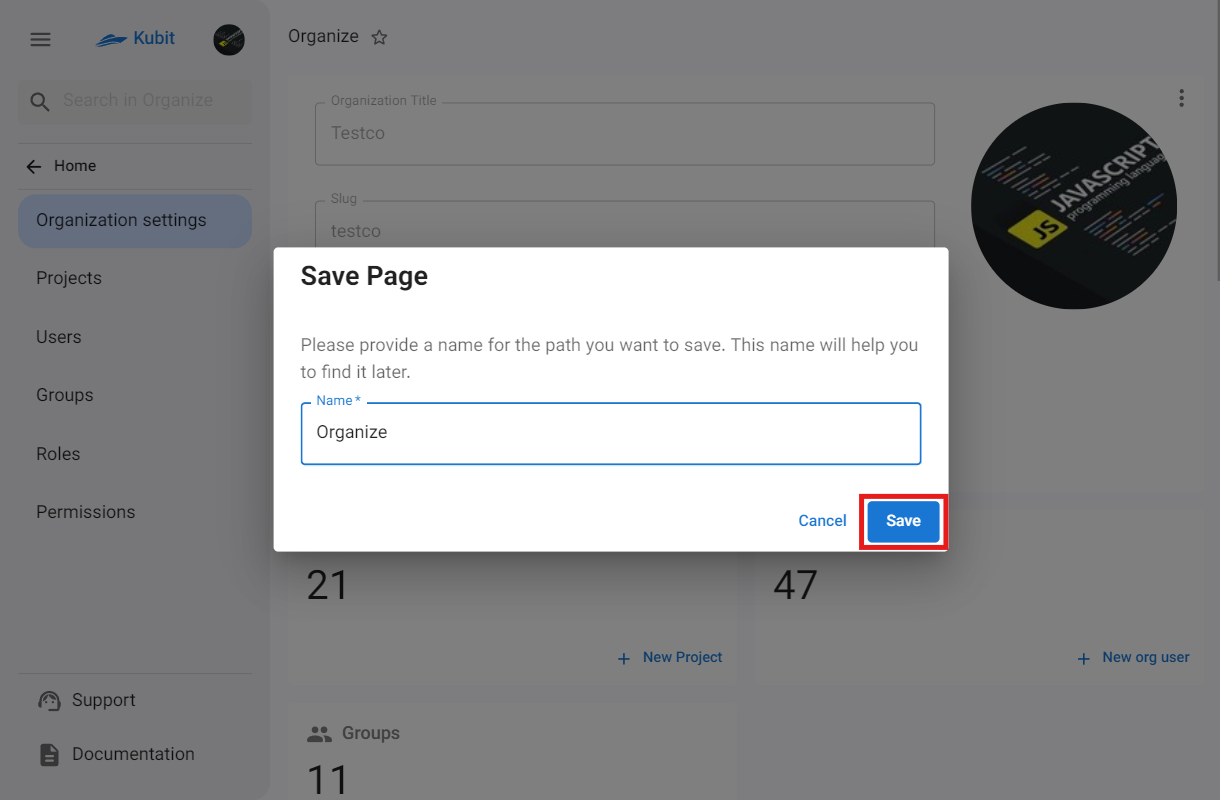 Kubit
Search in Organize
Home
Organization settings
Projects
Users
Groups
Roles
Permissions
Support
Documentation
Organize
Organization Title
Testco
Slug
testco
JAVASCRIPT
programming language
JS
Save Page
Please provide a name for the path you want to save. This name will help you
to find it later.
Name *
Organize
Cancel
Save
21
+ New Project
47
+ New org user
Groups
11